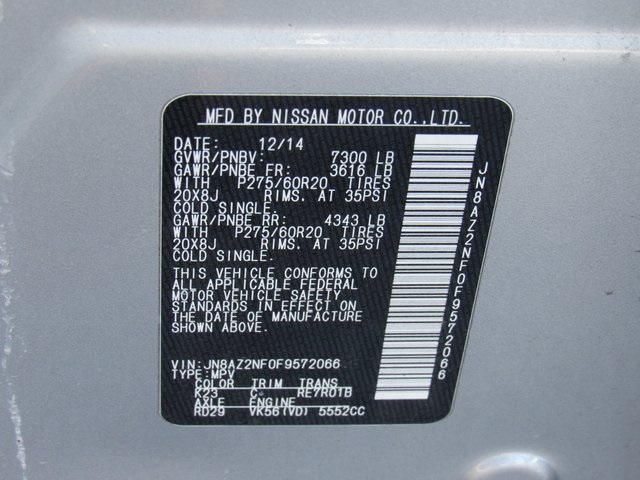 MFD BY NISSAN MOTOR CO.,LTD.
DATE: 12/14
GVWR/PNBV: 7300 LB
GAWR/PNBE FR: 3616 LB
WITH P275/60R20 TIRES
20X8J RIMS. AT 35PSI
COLD SINGLE.
GAWR/PNBE RR: 4343 LB
WITH P275/60R20 TIRES
20X8J RIMS. AT 35PSI
COLD SINGLE.
THIS VEHICLE CONFORMS TO
ALL APPLICABLE FEDERAL
MOTOR VEHICLE SAFETY
STANDARDS IN EFFECT ON
THE DATE OF MANUFACTURE
SHOWN ABOVE.
VIN: JN8AZ2NF0F9572066
TYPE: MPV
COLOR TRIM TRANS
K23 C RE7R01B
AXLE ENGINE
RD29 VK56(VD) 5552CC
JN8AZ2NF0F9572066